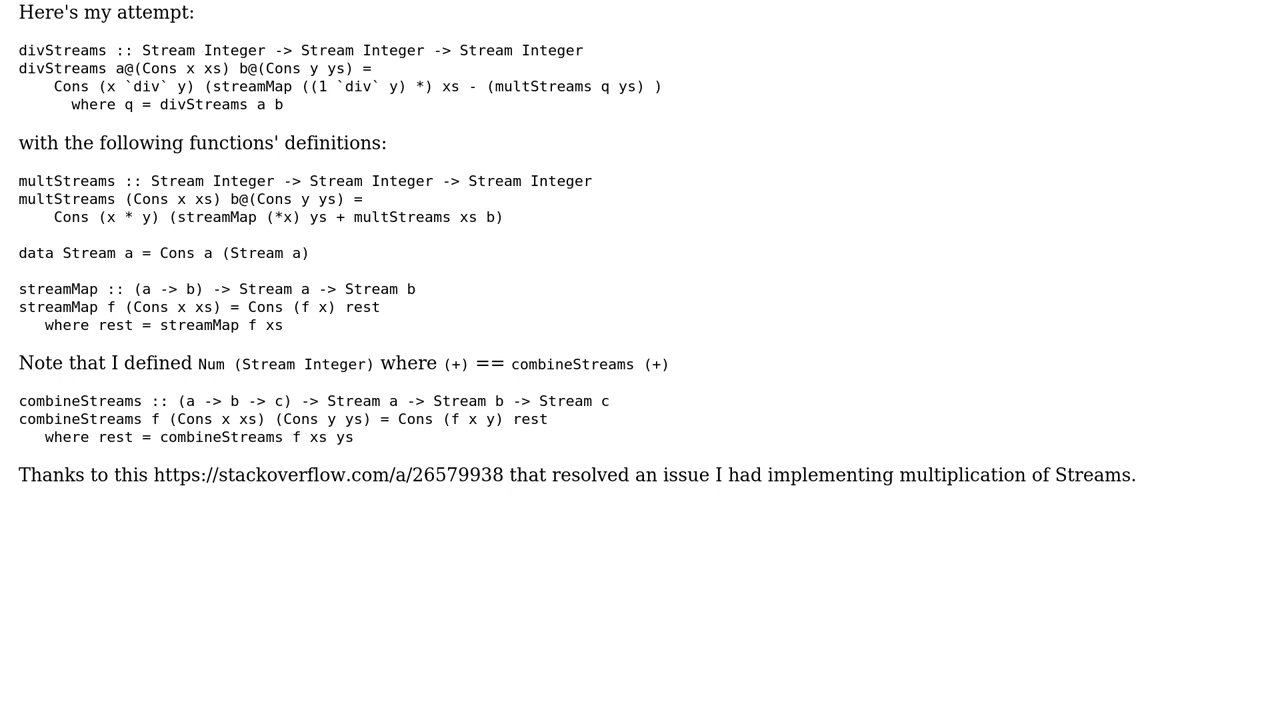 Here's my attempt:
divStreams :: Stream Integer -> Stream Integer -> Stream Integer
divStreams a@(Cons x xs) b@(Cons y ys) =
    Cons (x `div` y) (streamMap ((1 `div` y) *) xs - (multStreams q ys) )
      where q = divStreams a b
with the following functions' definitions:
multStreams :: Stream Integer -> Stream Integer -> Stream Integer
multStreams (Cons x xs) b@(Cons y ys) =
    Cons (x * y) (streamMap (*x) ys + multStreams xs b)
data Stream a = Cons a (Stream a)
streamMap :: (a -> b) -> Stream a -> Stream b
streamMap f (Cons x xs) = Cons (f x) rest
   where rest = streamMap f xs
Note that I defined Num (Stream Integer) where (+) == combineStreams (+)
combineStreams :: (a -> b -> c) -> Stream a -> Stream b -> Stream c
combineStreams f (Cons x xs) (Cons y ys) = Cons (f x y) rest
   where rest = combineStreams f xs ys
Thanks to this https://stackoverflow.com/a/26579938 that resolved an issue I had implementing multiplication of Streams.